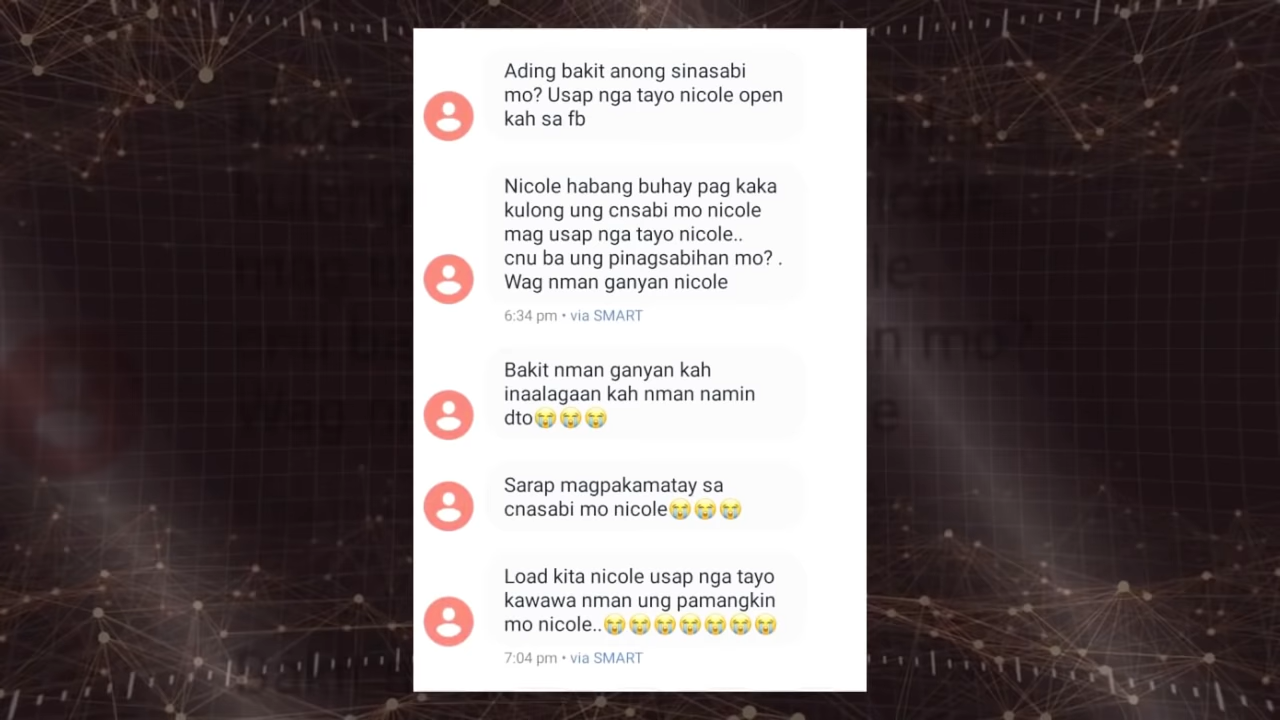 Ading bakit anong sinasabi
mo? Usap nga tayo nicole open
kah sa fb
Nicole habang buhay pag kaka
kulong ung cnsabi mo nicole
mag usap nga tayo nicole..
cnu ba ung pinagsabihan mo? .
Wag nman ganyan nicole
6:34 pm • via SMART
Bakit nman ganyan kah
inaalagaan kah nman namin
dto😭😭😭
Sarap magpakamatay sa
cnasabi mo nicole😭😭😭
Load kita nicole usap nga tayo
kawawa nman ung pamangkin
mo nicole..😭😭😭😭😭😭😭
7:04 pm • via SMART